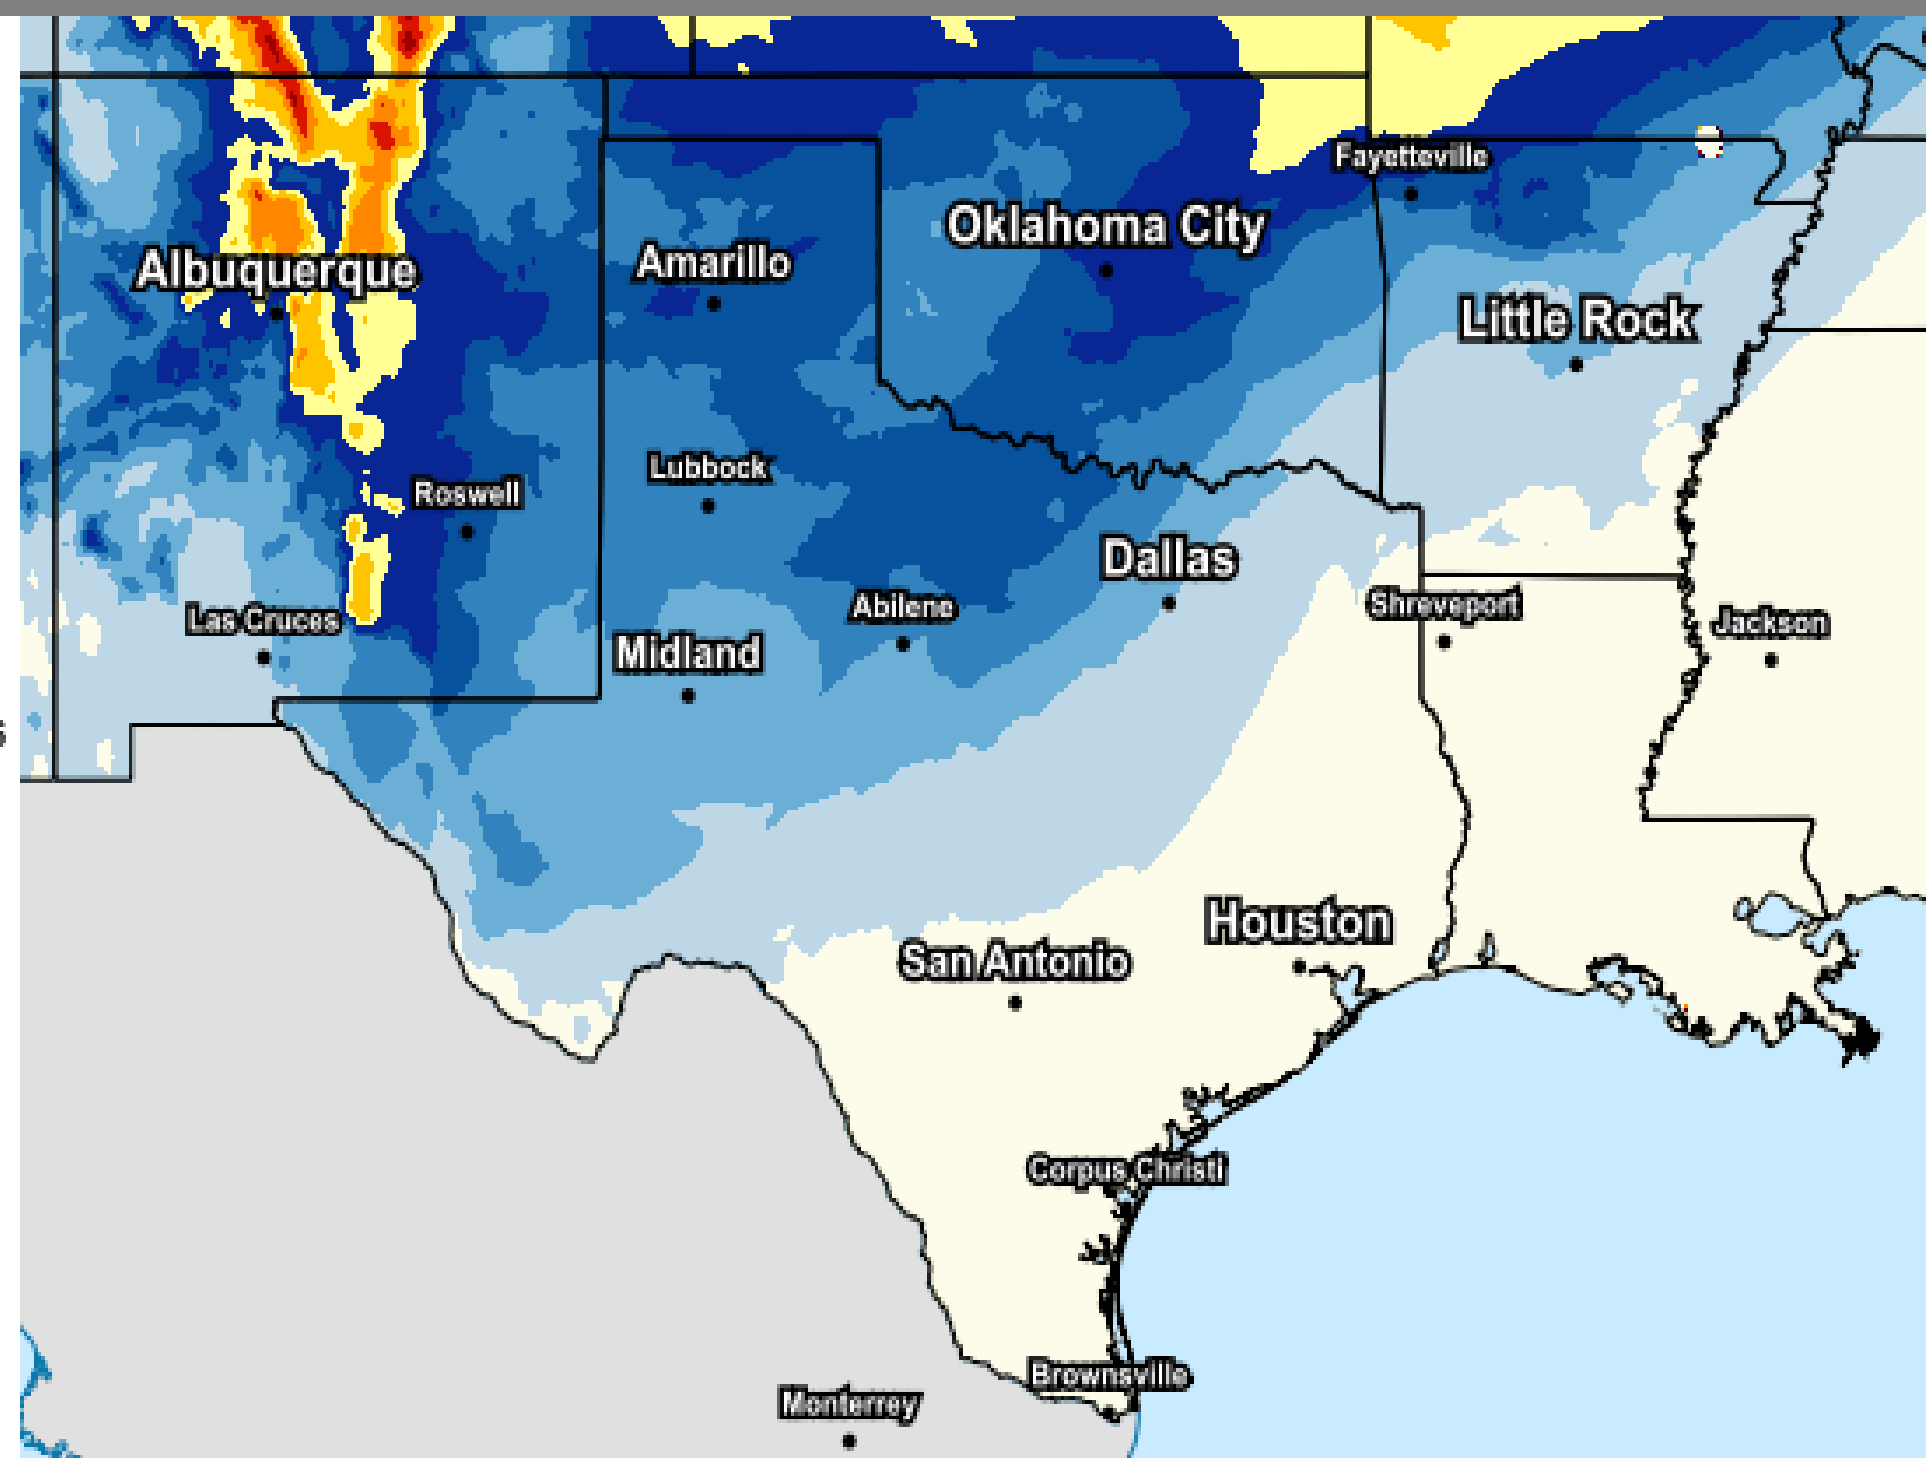 Fayetteville
Oklahoma City
Albuquerque
Amarillo
Little Rock
Lubbock
Roswell
Dallas
Abilene
Shreveport
Las Cruces
Jackson
Midland
s
Houston
San Antonio
Corpus Christi
Brownsville
Monterrey